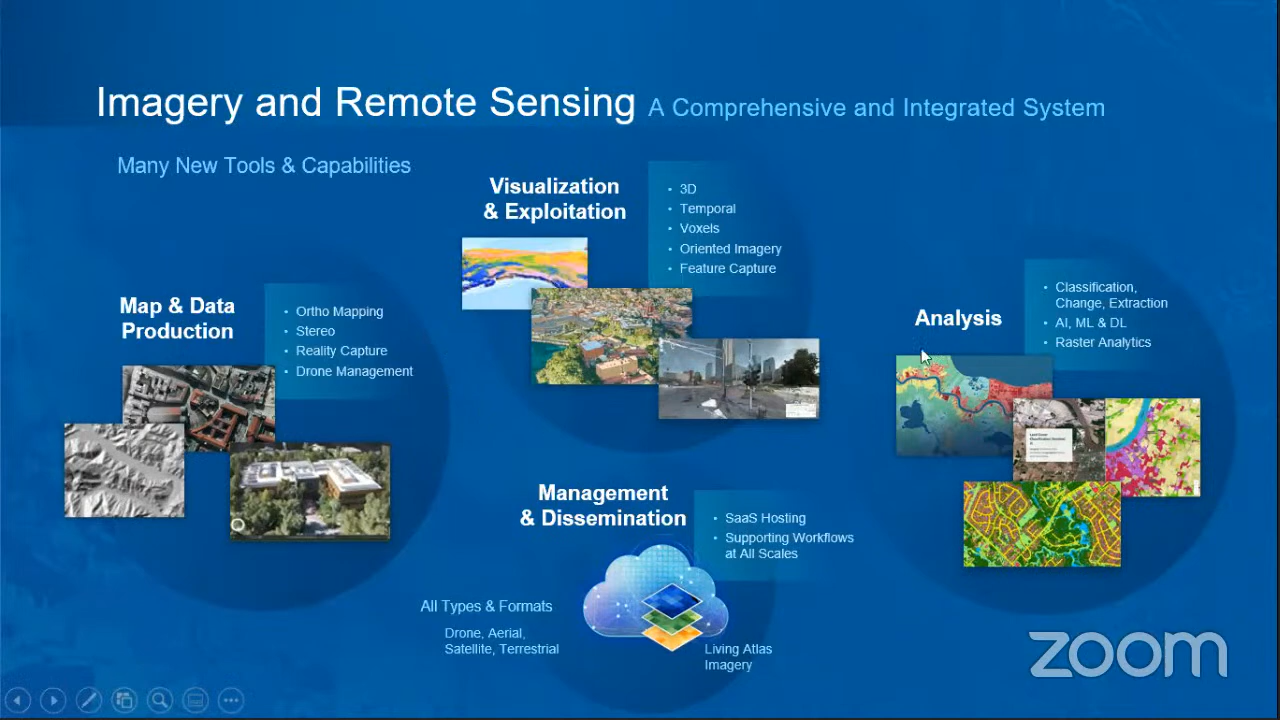 Imagery and Remote Sensing A Comprehensive and Integrated System
Many New Tools & Capabilities
Visualization
& Exploitation
• 3D
• Temporal
• Voxels
• Oriented Imagery
• Feature Capture
Map & Data
Production
• Ortho Mapping
• Stereo
• Reality Capture
• Drone Management
Analysis
• Classification,
Change, Extraction
• AI, ML & DL
• Raster Analytics
Management
& Dissemination
• SaaS Hosting
• Supporting Workflows
at All Scales
All Types & Formats
Drone, Aerial,
Satellite, Terrestrial
Living Atlas
Imagery
zoom